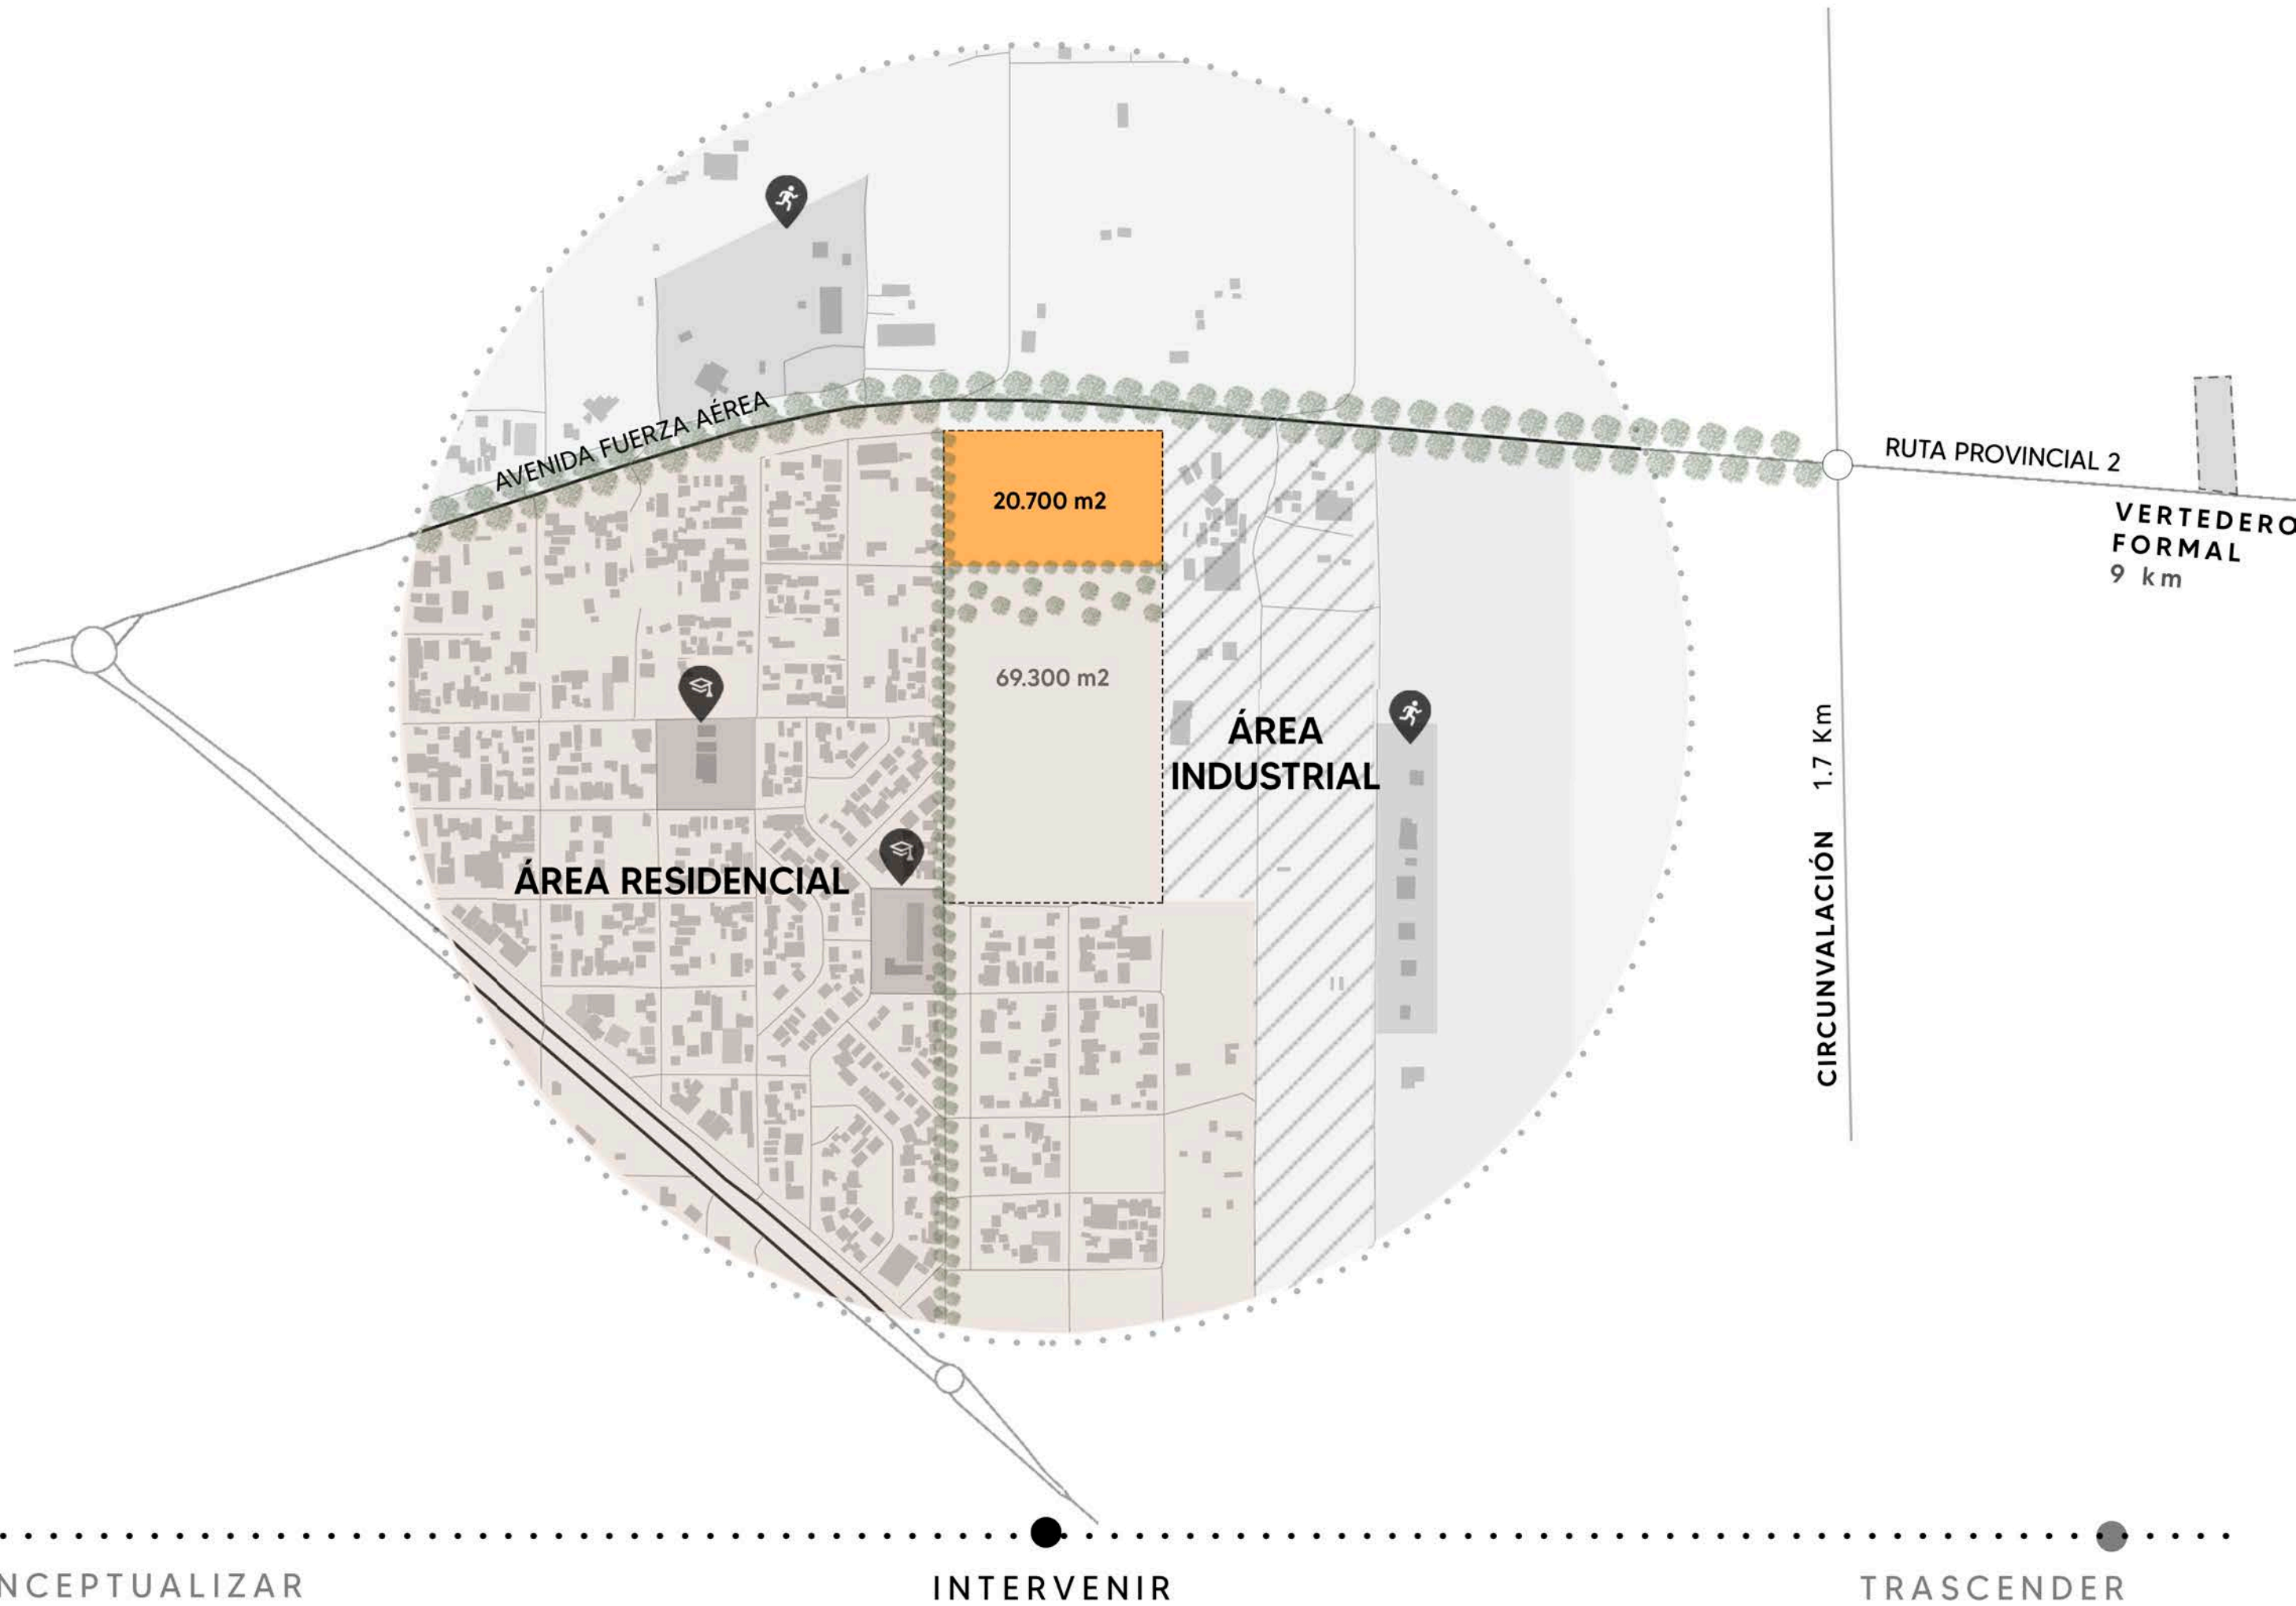 AVENIDA FUERZA AÉREA
RUTA PROVINCIAL 2
20.700 m2
VERTEDERO
FORMAL
9 km
69.300 m2
ÁREA
INDUSTRIAL
CIRCUNVALACIÓN 1.7 Km
ÁREA RESIDENCIAL
NCEPTUALIZAR
INTERVENIR
TRASCENDER